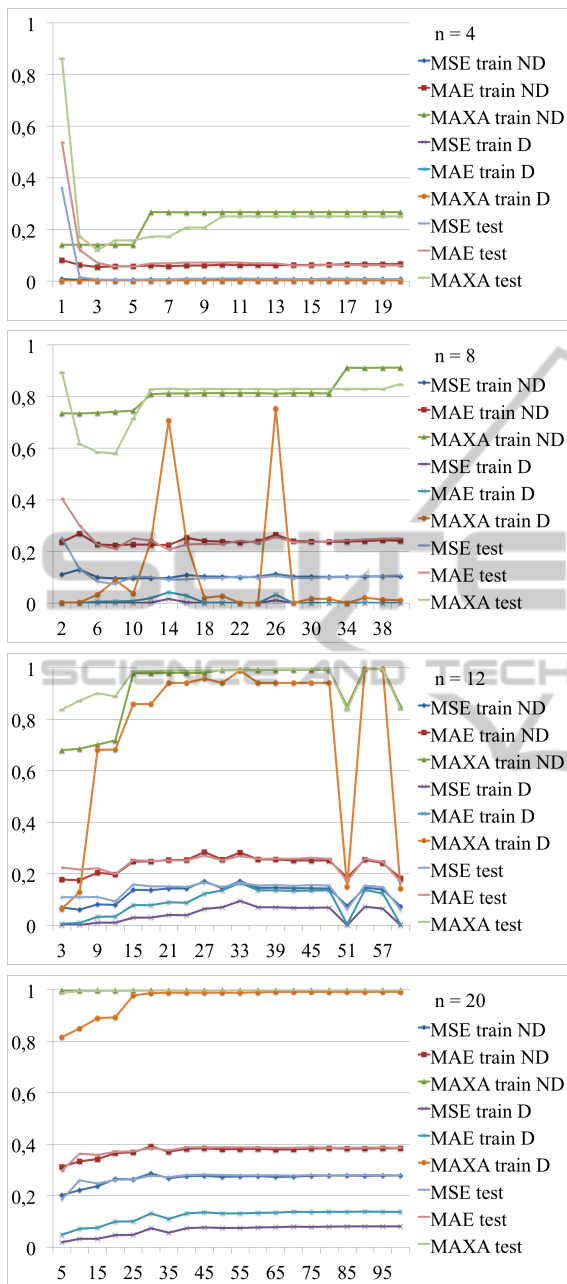 1
0,8
0,6
0,4
0,2
0
1 3 5 7 9 11 13 15 17 19
n = 4
MSE train ND
MAE train ND
MAXA train ND
MSE train D
MAE train D
MAXA train D
MSE test
MAE test
MAXA test
1
0,8
0,6
0,4
0,2
0
2 6 10 14 18 22 26 30 34 38
n = 8
MSE train ND
MAE train ND
MAXA train ND
MSE train D
MAE train D
MAXA train D
MSE test
MAE test
MAXA test
SCIENCE AND TECH
1
0,8
0,6
0,4
0,2
0
3 9 15 21 27 33 39 45 51 57
n = 12
MSE train ND
MAE train ND
MAXA train ND
MSE train D
MAE train D
MAXA train D
MSE test
MAE test
MAXA test
1
0,8
0,6
0,4
0,2
0
5 15 25 35 45 55 65 75 85 95
n = 20
MSE train ND
MAE train ND
MAXA train ND
MSE train D
MAE train D
MAXA train D
MSE test
MAE test
MAXA test